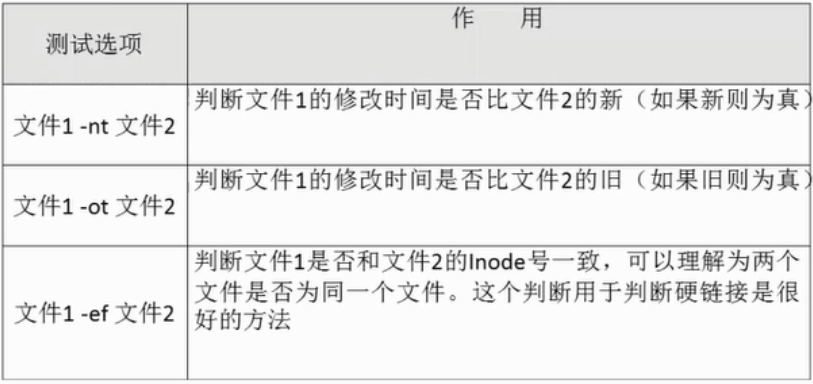 测试选项
作 用
文件1 -nt 文件2
判断文件1的修改时间是否比文件2的新（如果新则为真）
文件1 -ot 文件2
判断文件1的修改时间是否比文件2的旧（如果旧则为真）
文件1 -ef 文件2
判断文件1是否和文件2的Inode号一致，可以理解为两个
文件是否为同一个文件。这个判断用于判断硬链接是很
好的方法